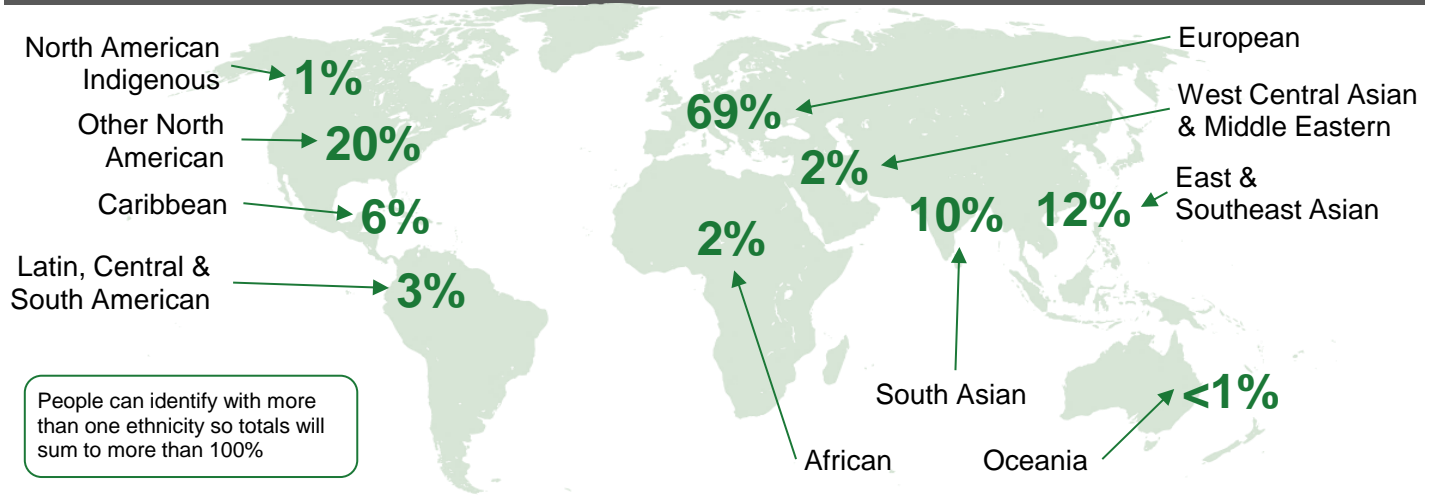 North American
Indigenous
1%
Other North
American
20%
Caribbean
6%
Latin, Central &
South American
3%
European
69%
West Central Asian
& Middle Eastern
2%
East &
Southeast Asian
12%
10%
South Asian
2%
African
<1%
Oceania
People can identify with more
than one ethnicity so totals will
sum to more than 100%